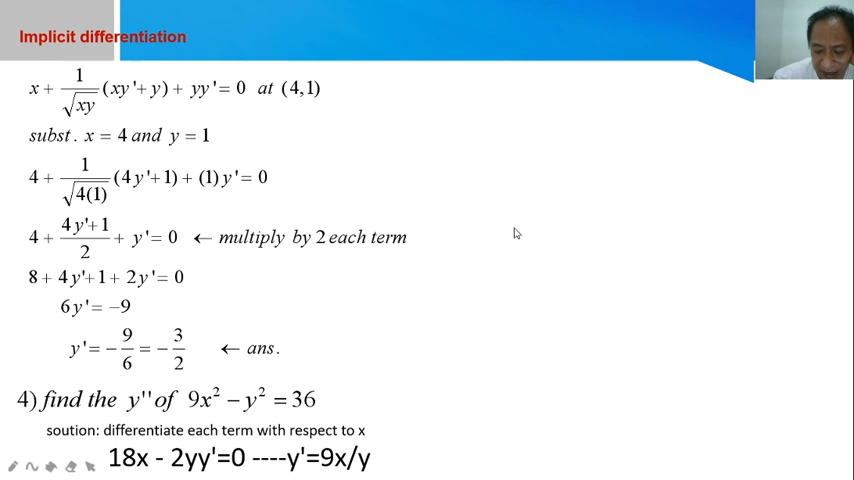 Implicit differentiation
x + 1/√xy (xy'+y) + yy' = 0 at (4,1)
subst. x = 4 and y = 1
4 + 1/√4(1) (4y'+1) + (1)y' = 0
4 + 4y'+1/2 + y' = 0 ← multiply by 2 each term
8 + 4y'+1 + 2y' = 0
6y' = −9
y' = − 9/6 = − 3/2 ← ans.
4) find the y'' of 9x² − y² = 36
soution: differentiate each term with respect to x
18x - 2yy'=0 ----y'=9x/y